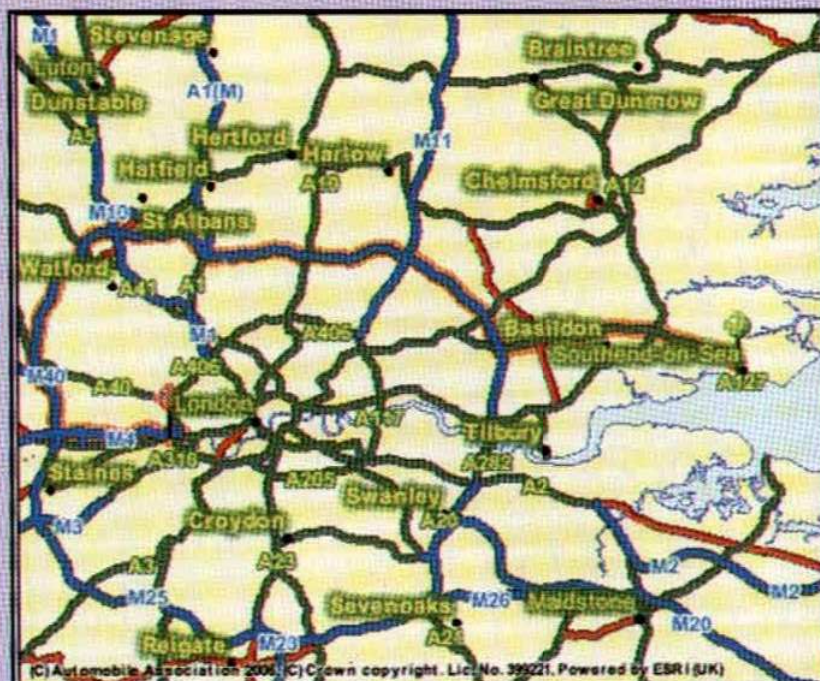 M1
Stevenage
Braintree
Luton
Dunstable
A1(M)
Great Dunmow
A5
Hertford
Harlow
M11
Hatfield
A10
Chelmsford
A12
M10
St Albans
Watford
A41
A1
M1
A406
Basildon
Southend-on-Sea
A406
M40
A40
A127
London
M4
A316
Tilbury
Staines
A205
A282
A2
Swanley
M3
Croydon
A20
A23
A3
M2
M25
Sevenoaks
M26
Maidstone
M2
M20
Reigate
M23
A21
(C) Automobile Association 2006. (C) Crown copyright. Lic. No. 399221. Powered by ESRI (UK)